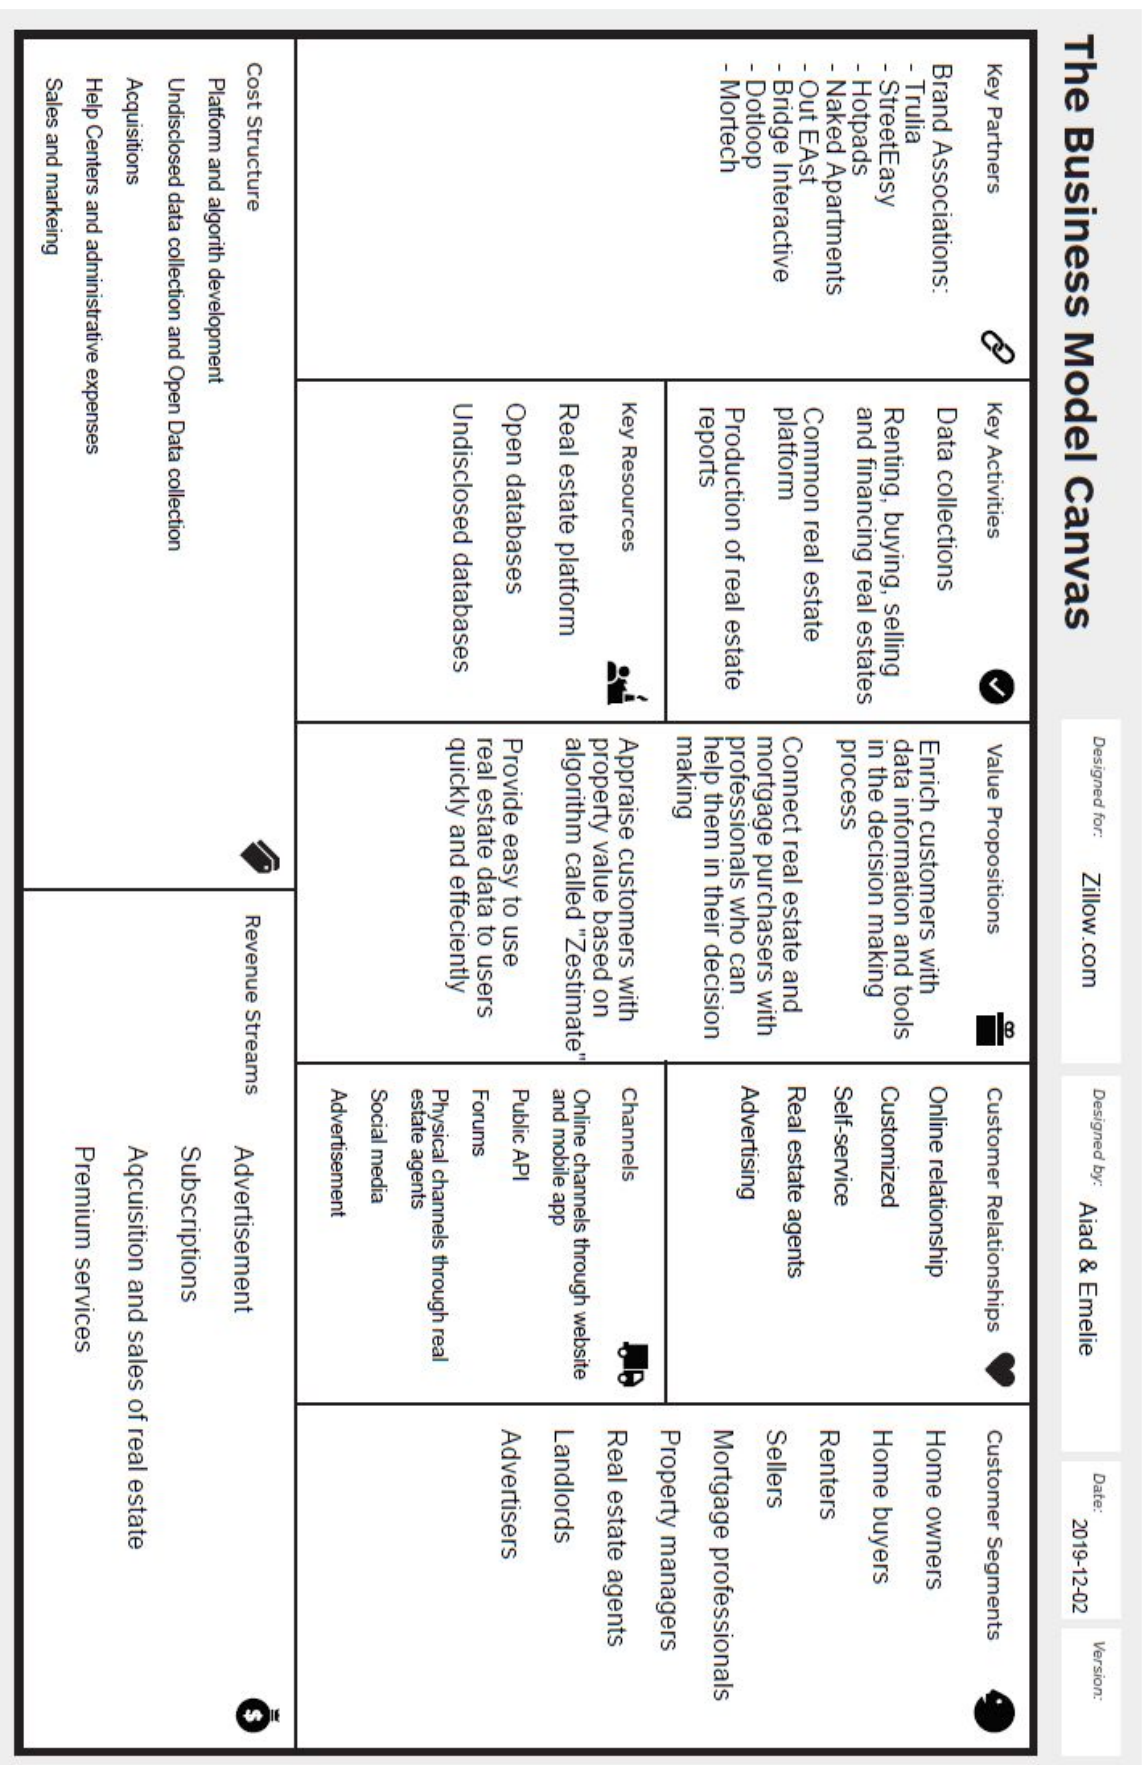 The Business Model Canvas
Designed for:
Zillow.com
Designed by:
Aiad & Emelie
Date:
2019-12-02
Version:
Key Partners
Brand Associations:
- Trulia
- StreetEasy
- Hotpads
- Naked Apartments
- Out EAst
- Bridge Interactive
- Dotloop
- Mortech
Key Activities
Data collections
Renting, buying, selling
and financing real estates
Common real estate
platform
Production of real estate
reports
Key Resources
Real estate platform
Open databases
Undisclosed databases
Value Propositions
Enrich customers with
data information and tools
in the decision making
process
Connect real estate and
mortgage purchasers with
professionals who can
help them in their decision
making
Appraise customers with
property value based on
algorithm called "Zestimate"
Provide easy to use
real estate data to users
quickly and effeciently
Customer Relationships
Online relationship
Customized
Self-service
Real estate agents
Advertising
Channels
Online channels through website
and mobile app
Public API
Forums
Physical channels through real
estate agents
Social media
Advertisement
Customer Segments
Home owners
Home buyers
Renters
Sellers
Mortgage professionals
Property managers
Real estate agents
Landlords
Advertisers
Cost Structure
Platform and algorith development
Undisclosed data collection and Open Data collection
Acquisitions
Help Centers and administrative expenses
Sales and markeing
Revenue Streams
Advertisement
Subscriptions
Aqcuisition and sales of real estate
Premium services